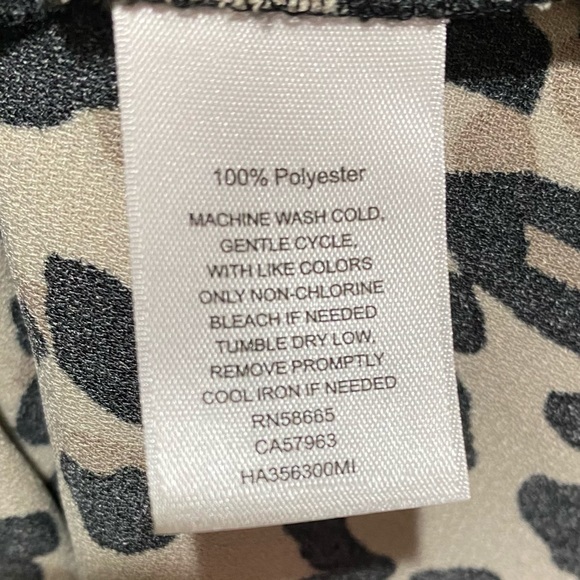 100% Polyester
MACHINE WASH COLD,
GENTLE CYCLE,
WITH LIKE COLORS
ONLY NON-CHLORINE
BLEACH IF NEEDED
TUMBLE DRY LOW,
REMOVE PROMPTLY
COOL IRON IF NEEDED
RN58665
CA57963
HA356300MI